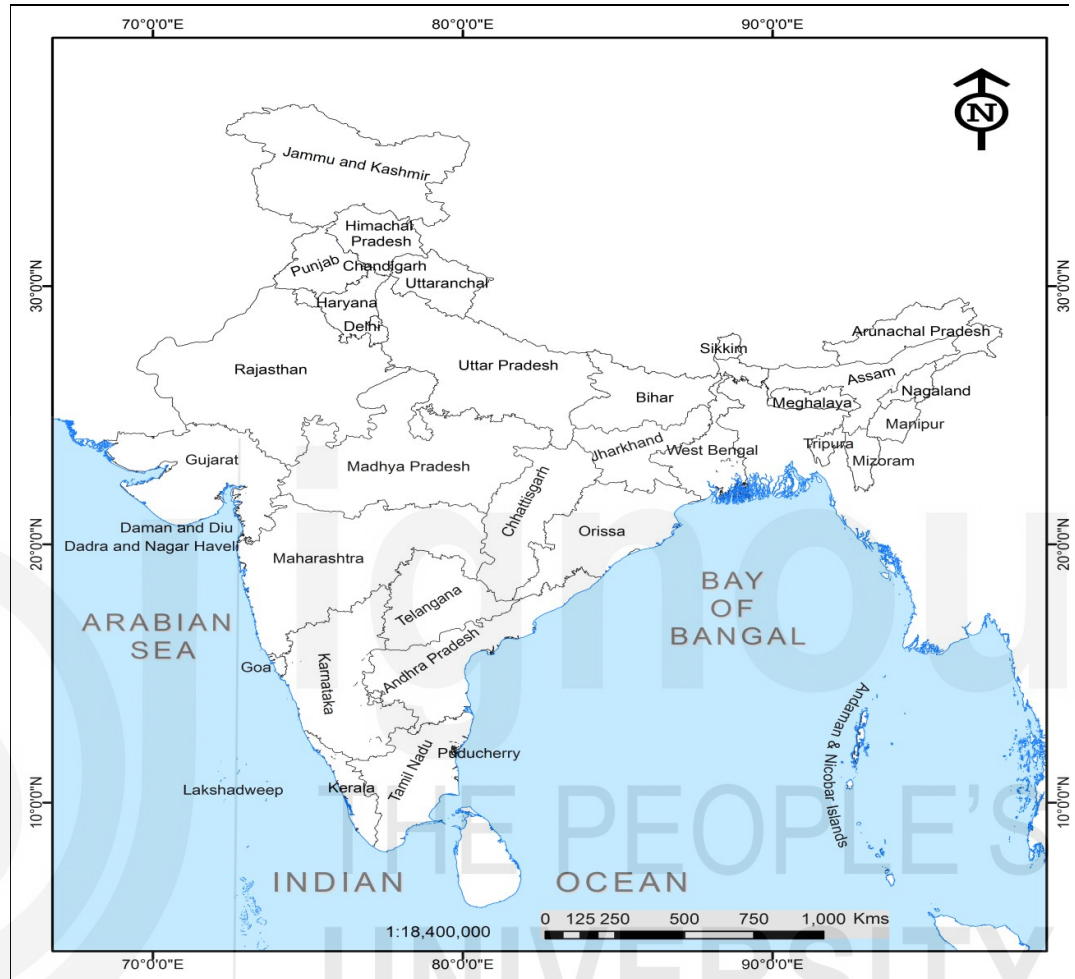 70°0'0"E 80°0'0"E 90°0'0"E
N
Jammu and Kashmir
Himachal
Pradesh
Punjab
Chandigarh
Uttaranchal
30°0'0"N 30°0'0"N
Haryana
Delhi
Arunachal Pradesh
Sikkim
Rajasthan
Uttar Pradesh
Assam
Nagaland
Bihar
Meghalaya
Manipur
Jharkhand
West Bengal
Tripura
Mizoram
Gujarat
Madhya Pradesh
Chhattisgarh
Daman and Diu
Dadra and Nagar Haveli
Orissa
20°0'0"N 20°0'0"N
Maharashtra
Telangana
BAY
OF
BANGAL
ARABIAN
SEA
Goa
Karnataka
Andhra Pradesh
Andaman & Nicobar Islands
Puducherry
Tamil Nadu
Kerala
Lakshadweep
10°0'0"N 10°0'0"N
INDIAN OCEAN
0 125 250 500 750 1,000 Kms
1:18,400,000
70°0'0"E 80°0'0"E 90°0'0"E
ignou
THE PEOPLE'S
UNIVERSITY